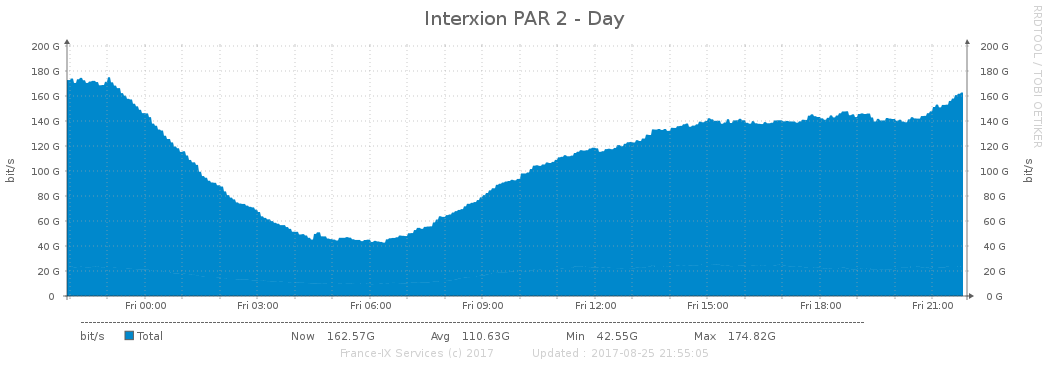 Interxion PAR 2 - Day
RRDTOOL / TOBI OETIKER
bit/s
200 G 200 G
180 G 180 G
160 G 160 G
140 G 140 G
120 G 120 G
100 G 100 G
80 G 80 G
60 G 60 G
40 G 40 G
20 G 20 G
0 0 G
bit/s
Fri 00:00 Fri 03:00 Fri 06:00 Fri 09:00 Fri 12:00 Fri 15:00 Fri 18:00 Fri 21:00
bit/s Total Now 162.57G Avg 110.63G Min 42.55G Max 174.82G
France-IX Services (c) 2017 Updated : 2017-08-25 21:55:05